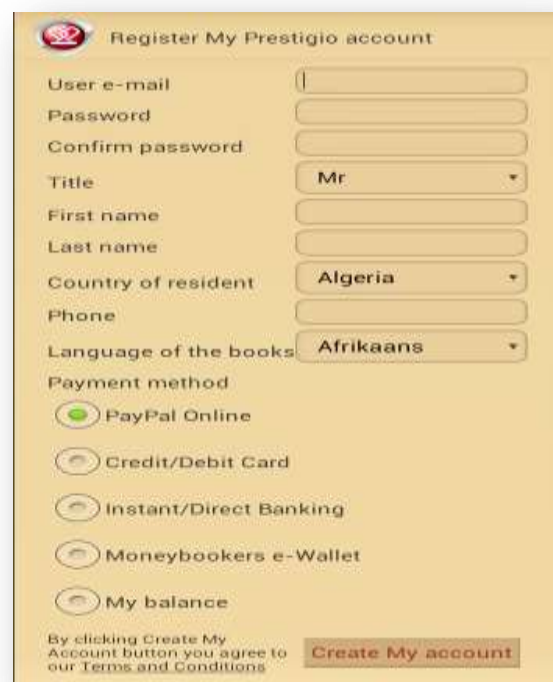 Register My Prestigio account
User e-mail
Password
Confirm password
Title Mr
First name
Last name
Country of resident Algeria
Phone
Language of the books Afrikaans
Payment method
PayPal Online
Credit/Debit Card
Instant/Direct Banking
Moneybookers e-Wallet
My balance
By clicking Create My
Account button you agree to
our Terms and Conditions
Create My account